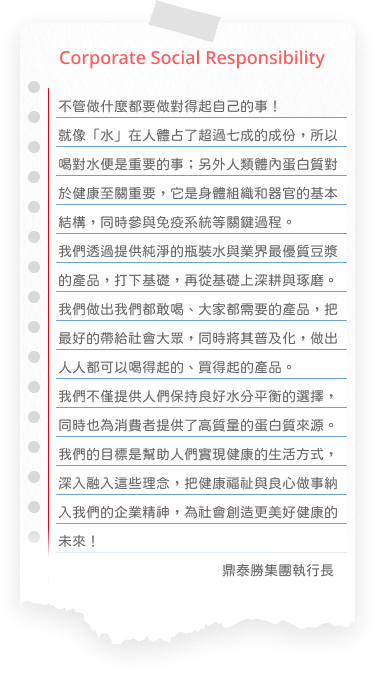 Corporate Social Responsibility
不管做什麼都要做對得起自己的事！
就像「水」在人體占了超過七成的成份，所以
喝對水便是重要的事；另外人類體內蛋白質對
於健康至關重要，它是身體組織和器官的基本
結構，同時參與免疫系統等關鍵過程。
我們透過提供純淨的瓶裝水與業界最優質豆漿
的產品，打下基礎，再從基礎上深耕與琢磨。
我們做出我們都敢喝、大家都需要的產品，把
最好的帶給社會大眾，同時將其普及化，做出
人人都可以喝得起的、買得起的產品。
我們不僅提供人們保持良好水分平衡的選擇，
同時也為消費者提供了高質量的蛋白質來源。
我們的目標是幫助人們實現健康的生活方式，
深入融入這些理念，把健康福祉與良心做事納
入我們的企業精神，為社會創造更美好健康的
未來！
鼎泰勝集團執行長